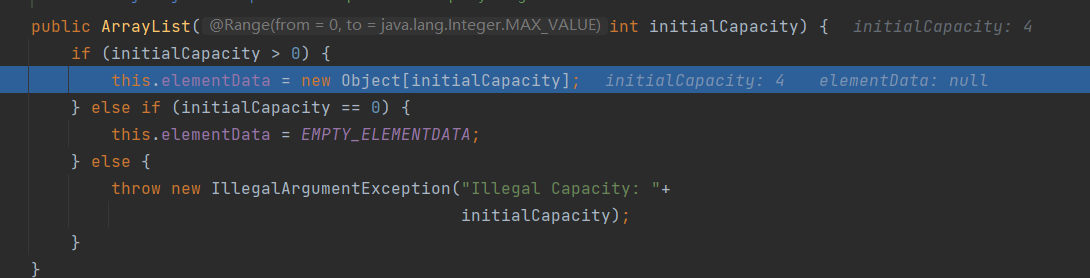 public ArrayList( @Range(from = 0, to = java.lang.Integer.MAX_VALUE) int initialCapacity) {   initialCapacity: 4
    if (initialCapacity > 0) {
        this.elementData = new Object[initialCapacity];   initialCapacity: 4   elementData: null
    } else if (initialCapacity == 0) {
        this.elementData = EMPTY_ELEMENTDATA;
    } else {
        throw new IllegalArgumentException("Illegal Capacity: "+
                                           initialCapacity);
    }
}